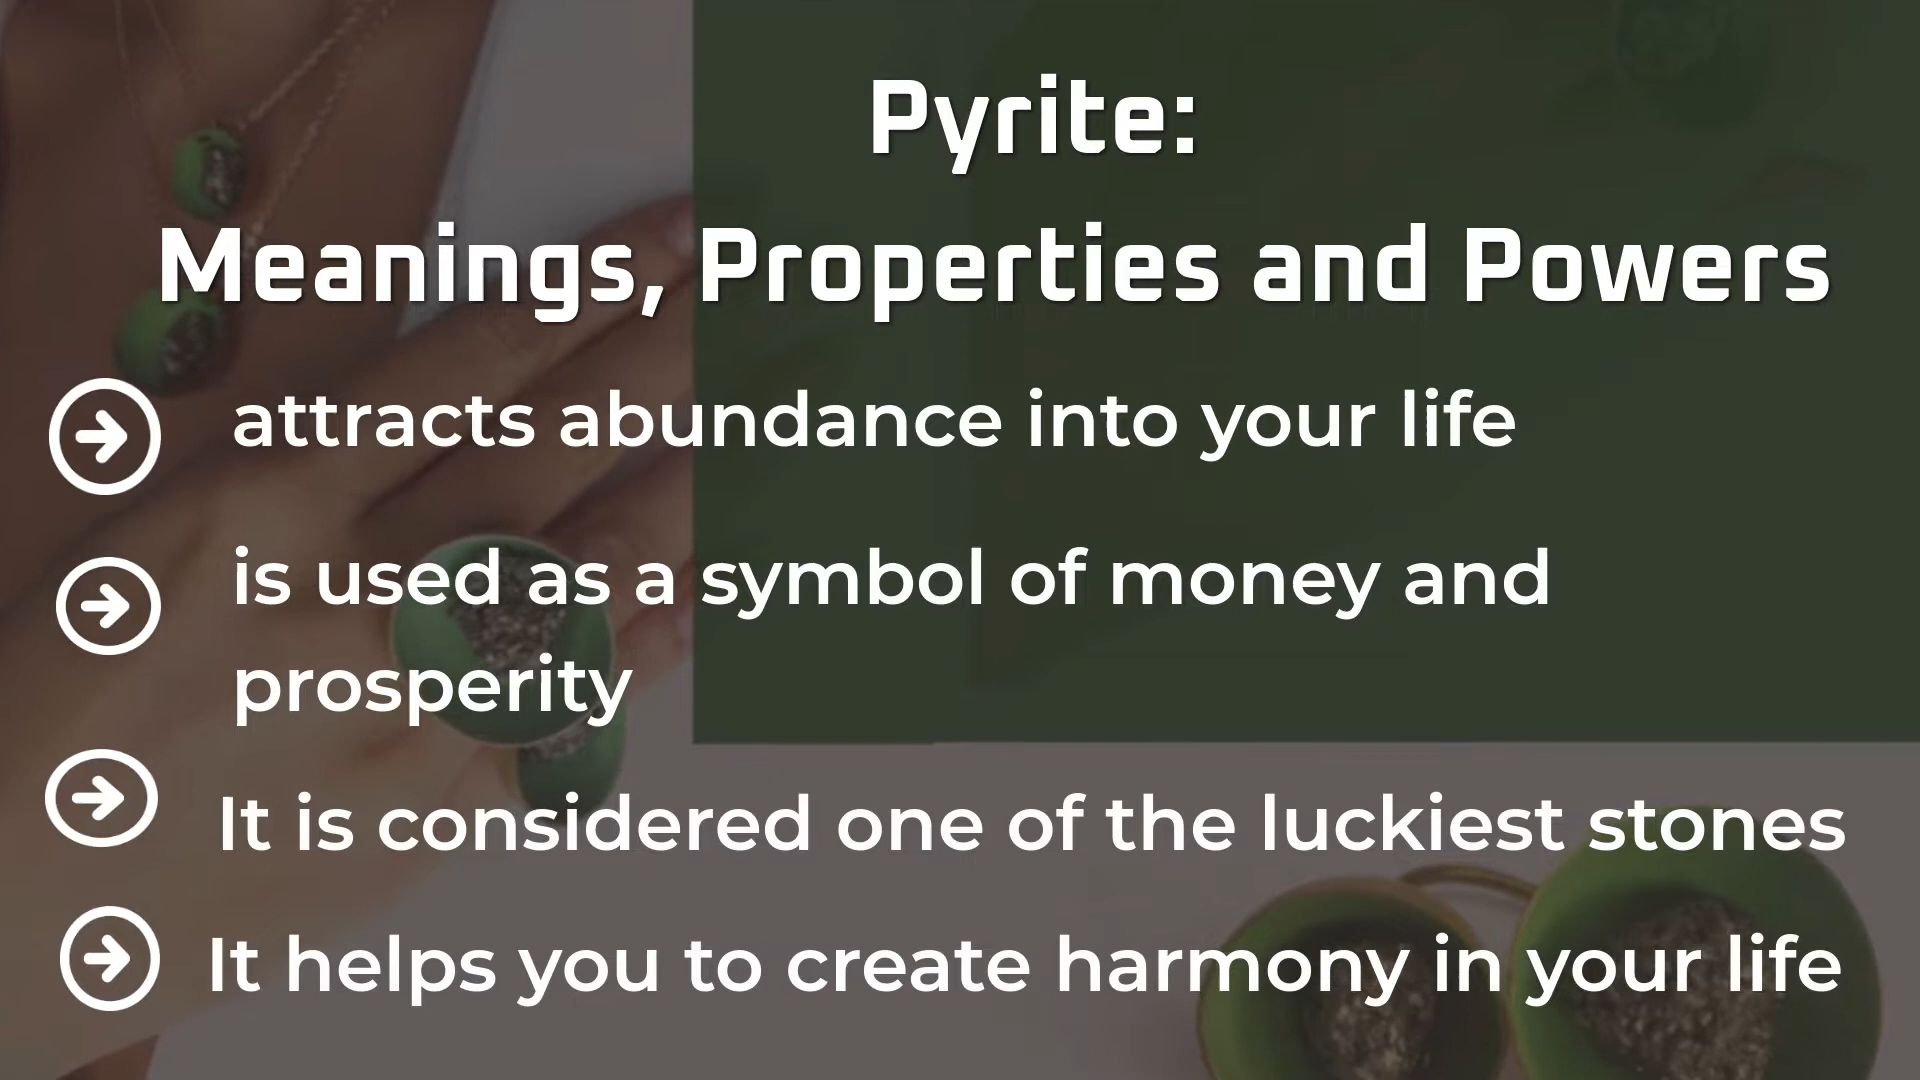 Pyrite:
Meanings, Properties and Powers
attracts abundance into your life
is used as a symbol of money and
prosperity
It is considered one of the luckiest stones
It helps you to create harmony in your life